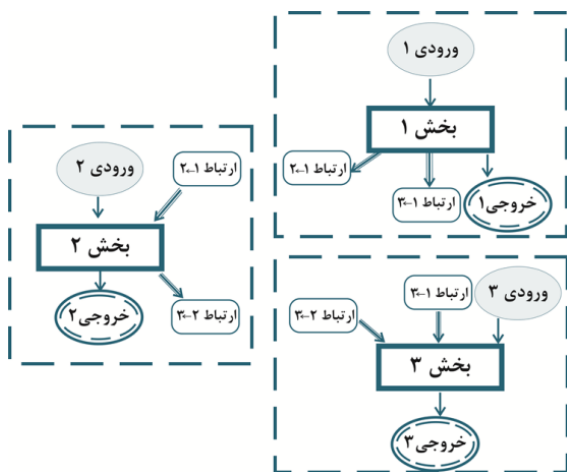 ورودی ۱
بخش ۱
ارتباط ۱←۲
ارتباط ۱←۳
خروجی۱
ورودی ۲
ارتباط ۱←۲
بخش ۲
خروجی۲
ارتباط ۲←۳
ورودی ۳
ارتباط ۱←۳
ارتباط ۲←۳
بخش ۳
خروجی۳